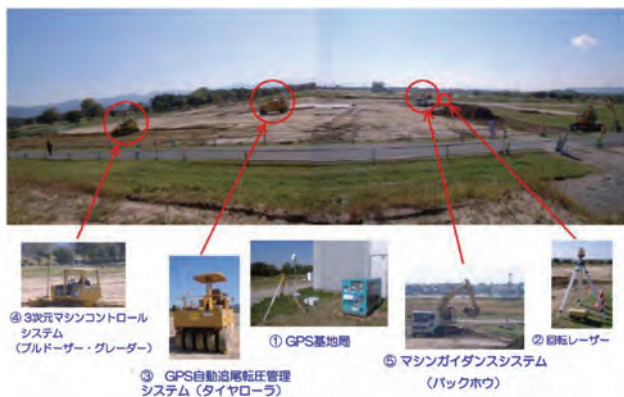 ④ 3次元マシンコントロール
システム
（ブルドーザー・グレーダー）
③ GPS自動追尾転圧管理
システム（タイヤローラ）
① GPS基地局
⑤ マシンガイダンスシステム
（バックホウ）
② 回転レーザー